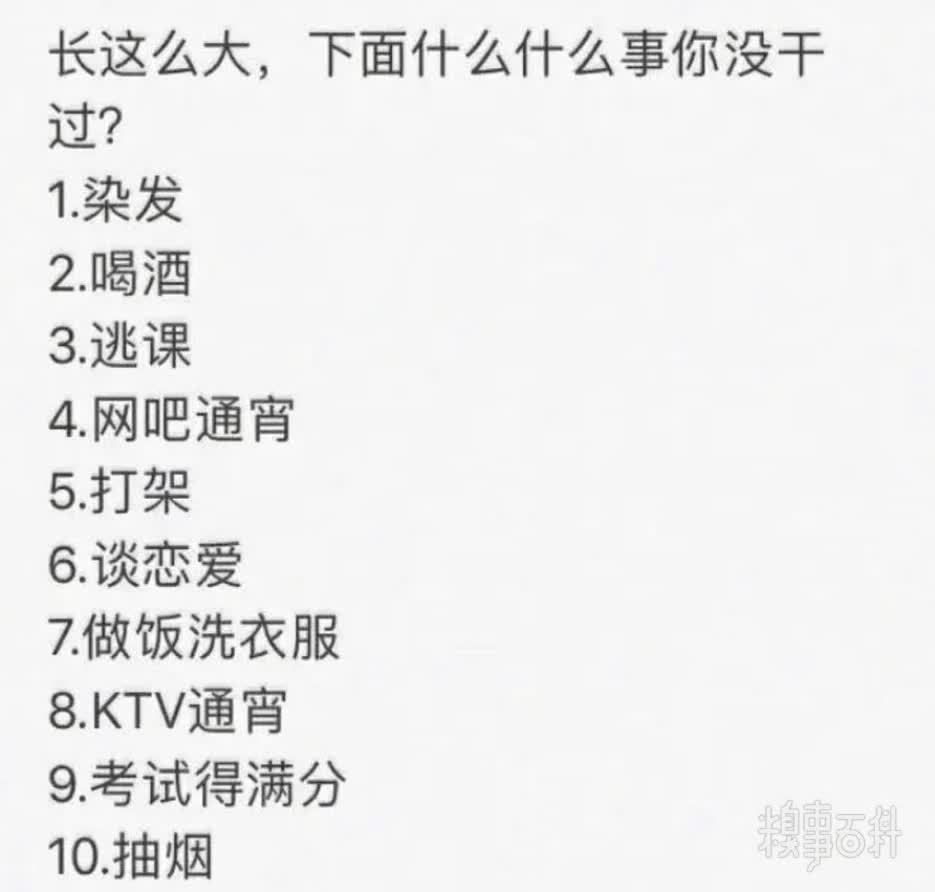 长这么大，下面什么什么事你没干
过?
1.染发
2.喝酒
3.逃课
4.网吧通宵
5.打架
6.谈恋爱
7.做饭洗衣服
8.KTV通宵
9.考试得满分
10.抽烟
糗事百科